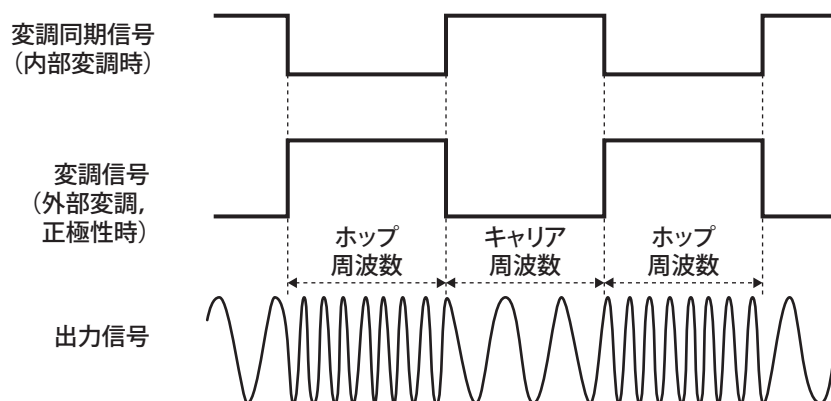 変調同期信号
（内部変調時）
変調信号
（外部変調,
正極性時）
ホップ
周波数
キャリア
周波数
ホップ
周波数
出力信号